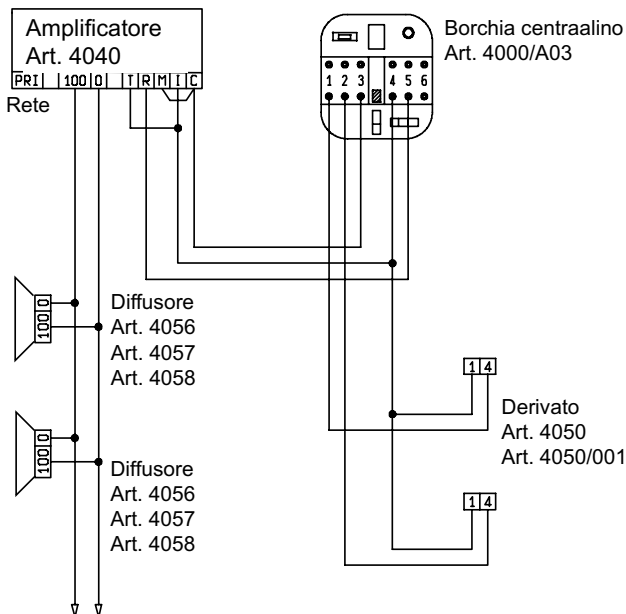 Amplificatore
Art. 4040
PRI 100 0 T R M I C
Rete
Borchia centraalino
Art. 4000/A03
1 2 3 4 5 6
0
100
Diffusore
Art. 4056
Art. 4057
Art. 4058
1 4
Derivato
Art. 4050
Art. 4050/001
0
100
Diffusore
Art. 4056
Art. 4057
Art. 4058
1 4